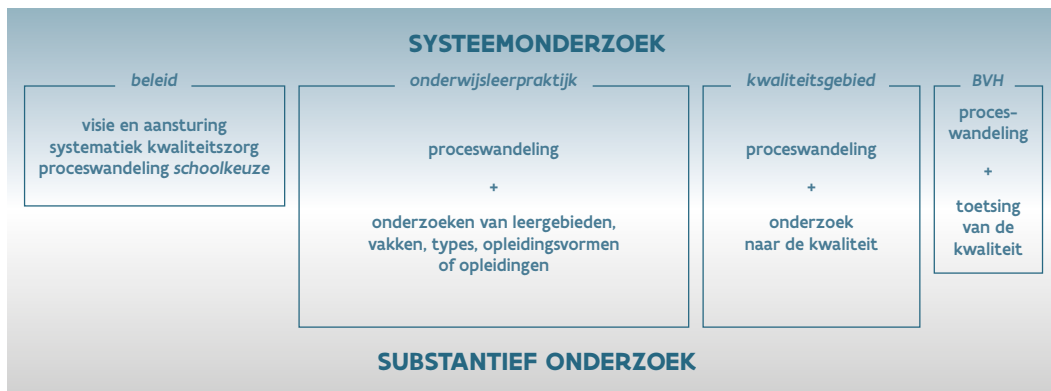 SYSTEEMONDERZOEK
beleid
visie en aansturing
systematiek kwaliteitszorg
proceswandeling schoolkeuze
onderwijsleerpraktijk
proceswandeling
+
onderzoeken van leergebieden,
vakken, types, opleidingsvormen
of opleidingen
kwaliteitsgebied
proceswandeling
+
onderzoek
naar de kwaliteit
BVH
proces-
wandeling
+
toetsing
van de
kwaliteit
SUBSTANTIEF ONDERZOEK